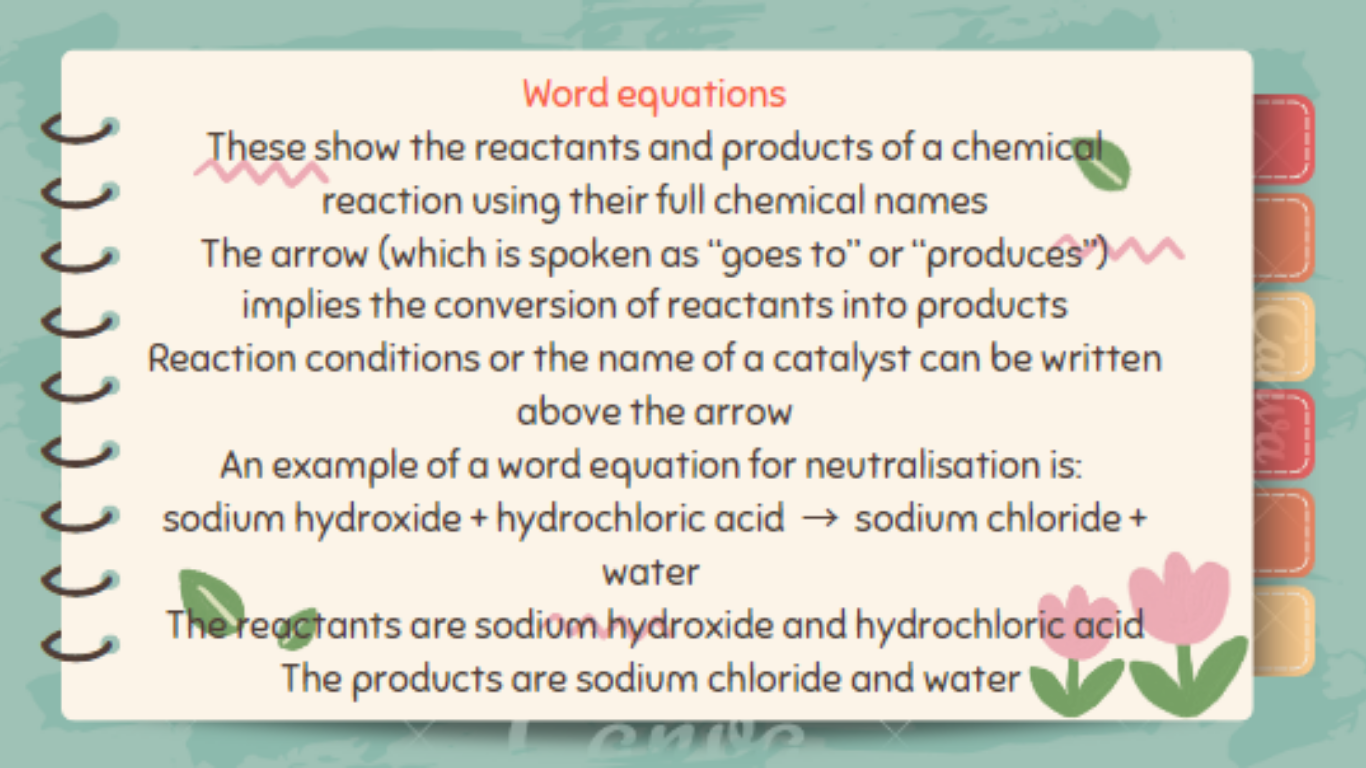 Word equations
These show the reactants and products of a chemical
reaction using their full chemical names
The arrow (which is spoken as “goes to” or “produces”)
implies the conversion of reactants into products
Reaction conditions or the name of a catalyst can be written
above the arrow
An example of a word equation for neutralisation is:
sodium hydroxide + hydrochloric acid → sodium chloride +
water
The reactants are sodium hydroxide and hydrochloric acid
The products are sodium chloride and water
Canva
Canva